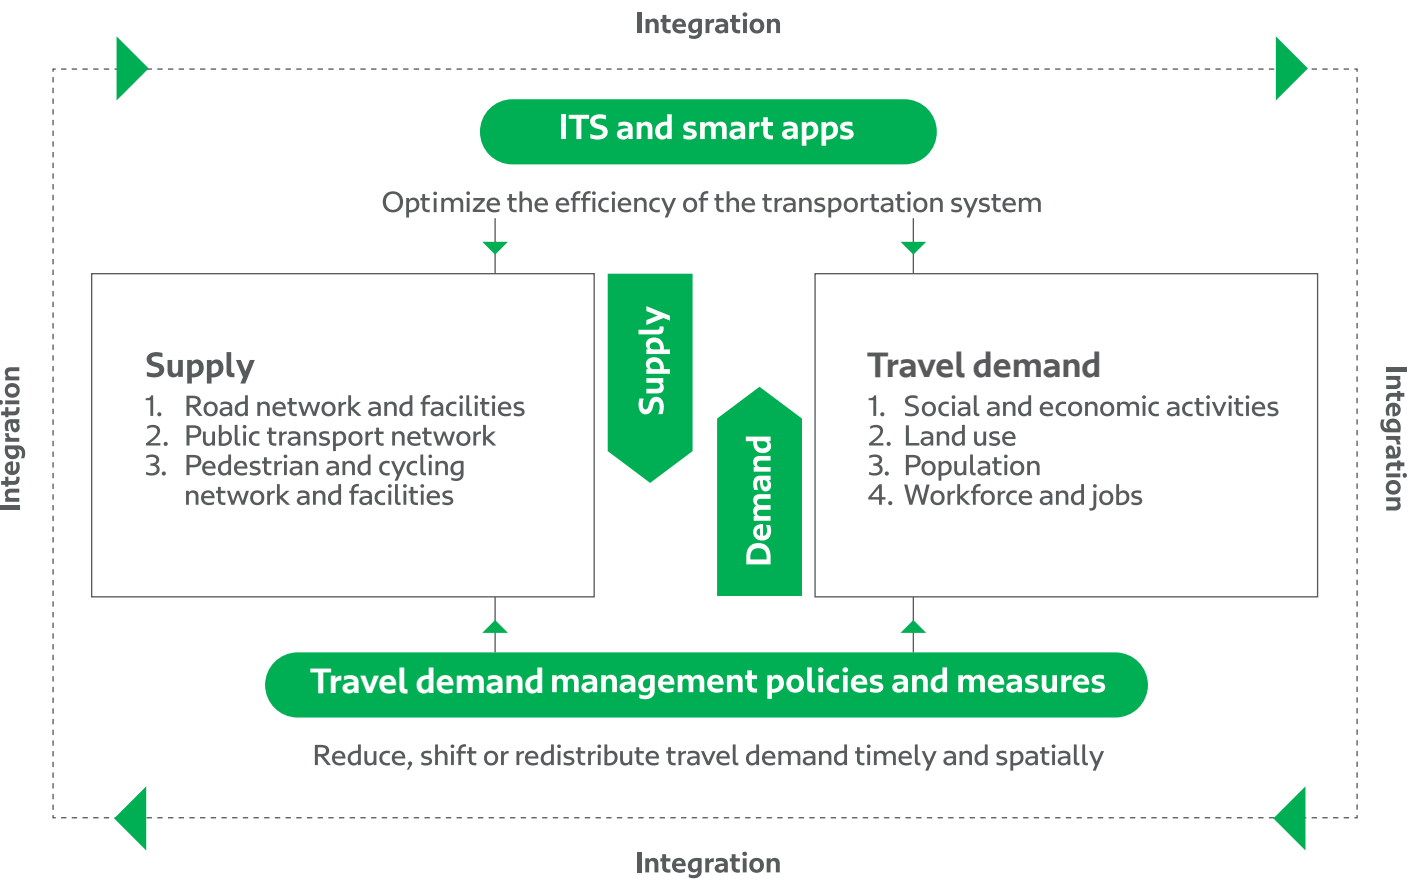 Integration
ITS and smart apps
Optimize the efficiency of the transportation system
Integration
Supply
1. Road network and facilities
2. Public transport network
3. Pedestrian and cycling
network and facilities
Supply
Demand
Travel demand
1. Social and economic activities
2. Land use
3. Population
4. Workforce and jobs
Integration
Travel demand management policies and measures
Reduce, shift or redistribute travel demand timely and spatially
Integration